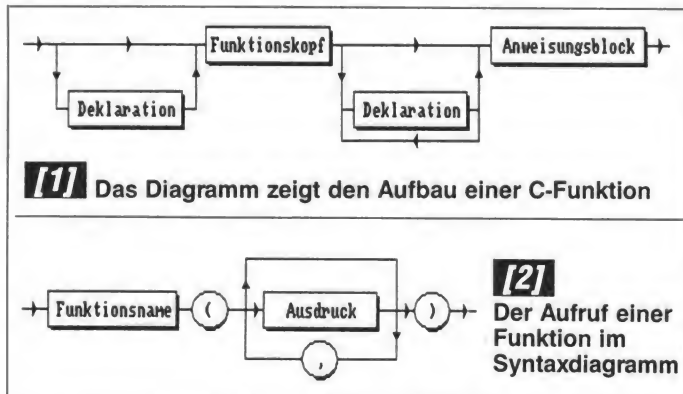 Funktionskopf
Anweisungsblock
Deklaration
Deklaration
[1] Das Diagramm zeigt den Aufbau einer C-Funktion
Funktionsname
(
Ausdruck
,
)
[2]
Der Aufruf einer
Funktion im
Syntaxdiagramm